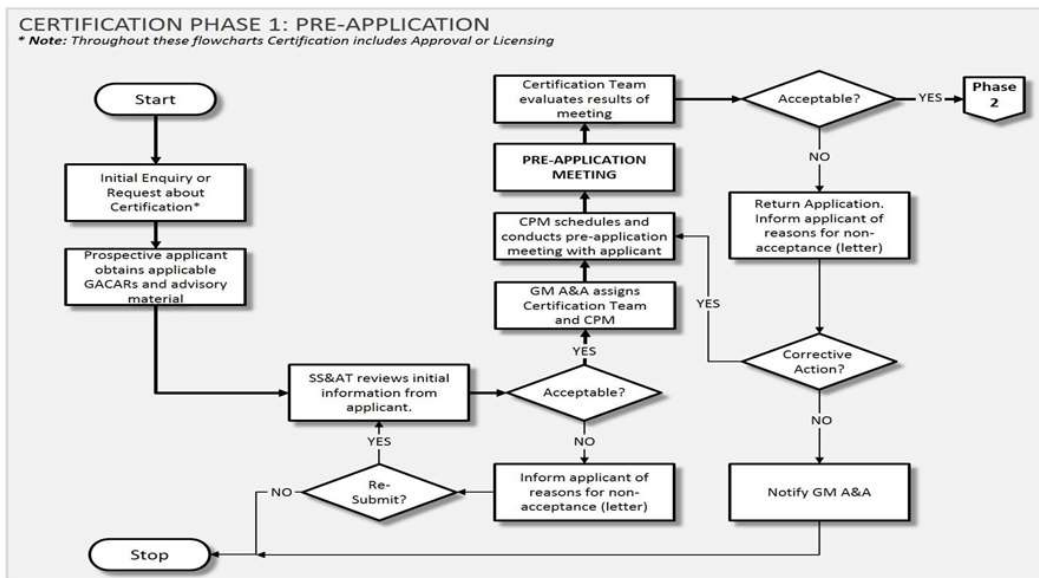 CERTIFICATION PHASE 1: PRE-APPLICATION
* Note: Throughout these flowcharts Certification includes Approval or Licensing
Start
Initial Enquiry or
Request about
Certification*
Prospective applicant
obtains applicable
GACARs and advisory
material
SS&AT reviews initial
information from
applicant.
Acceptable?
YES
NO
Inform applicant of
reasons for non-
acceptance (letter)
Re-
Submit?
YES
NO
Stop
GM A&A assigns
Certification Team
and CPM
CPM schedules and
conducts pre-application
meeting with applicant
PRE-APPLICATION
MEETING
Certification Team
evaluates results of
meeting
Acceptable?
YES
Phase
2
NO
Return Application.
Inform applicant of
reasons for non-
acceptance (letter)
Corrective
Action?
YES
NO
Notify GM A&A